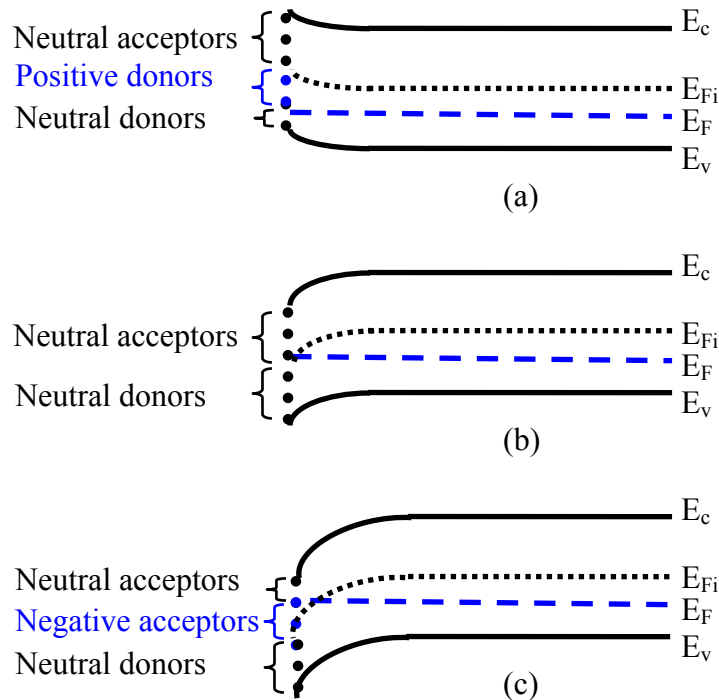 Neutral acceptors
Positive donors
Neutral donors
E_c
E_Fi
E_F
E_v
(a)
Neutral acceptors
Neutral donors
E_c
E_Fi
E_F
E_v
(b)
Neutral acceptors
Negative acceptors
Neutral donors
E_c
E_Fi
E_F
E_v
(c)